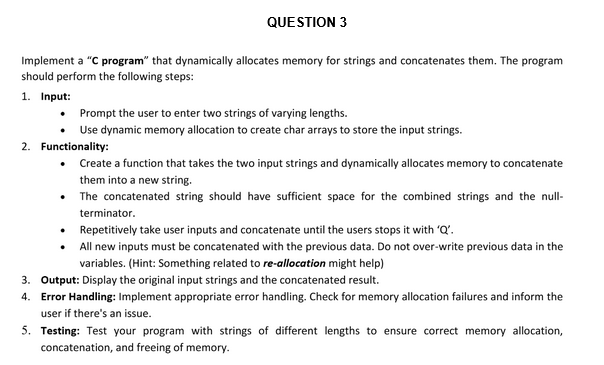 QUESTION 3
Implement a “C program” that dynamically allocates memory for strings and concatenates them. The program
should perform the following steps:
1. Input:
• Prompt the user to enter two strings of varying lengths.
• Use dynamic memory allocation to create char arrays to store the input strings.
2. Functionality:
• Create a function that takes the two input strings and dynamically allocates memory to concatenate
them into a new string.
• The concatenated string should have sufficient space for the combined strings and the null-
terminator.
• Repetitively take user inputs and concatenate until the users stops it with ‘Q’.
• All new inputs must be concatenated with the previous data. Do not over-write previous data in the
variables. (Hint: Something related to re-allocation might help)
3. Output: Display the original input strings and the concatenated result.
4. Error Handling: Implement appropriate error handling. Check for memory allocation failures and inform the
user if there's an issue.
5. Testing: Test your program with strings of different lengths to ensure correct memory allocation,
concatenation, and freeing of memory.